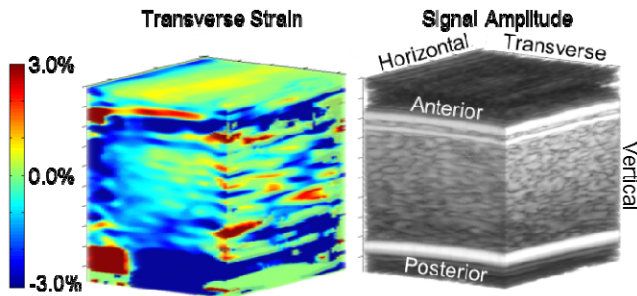 Transverse Strain
Signal Amplitude
3.0%
0.0%
-3.0%
Horizontal
Transverse
Anterior
Vertical
Posterior